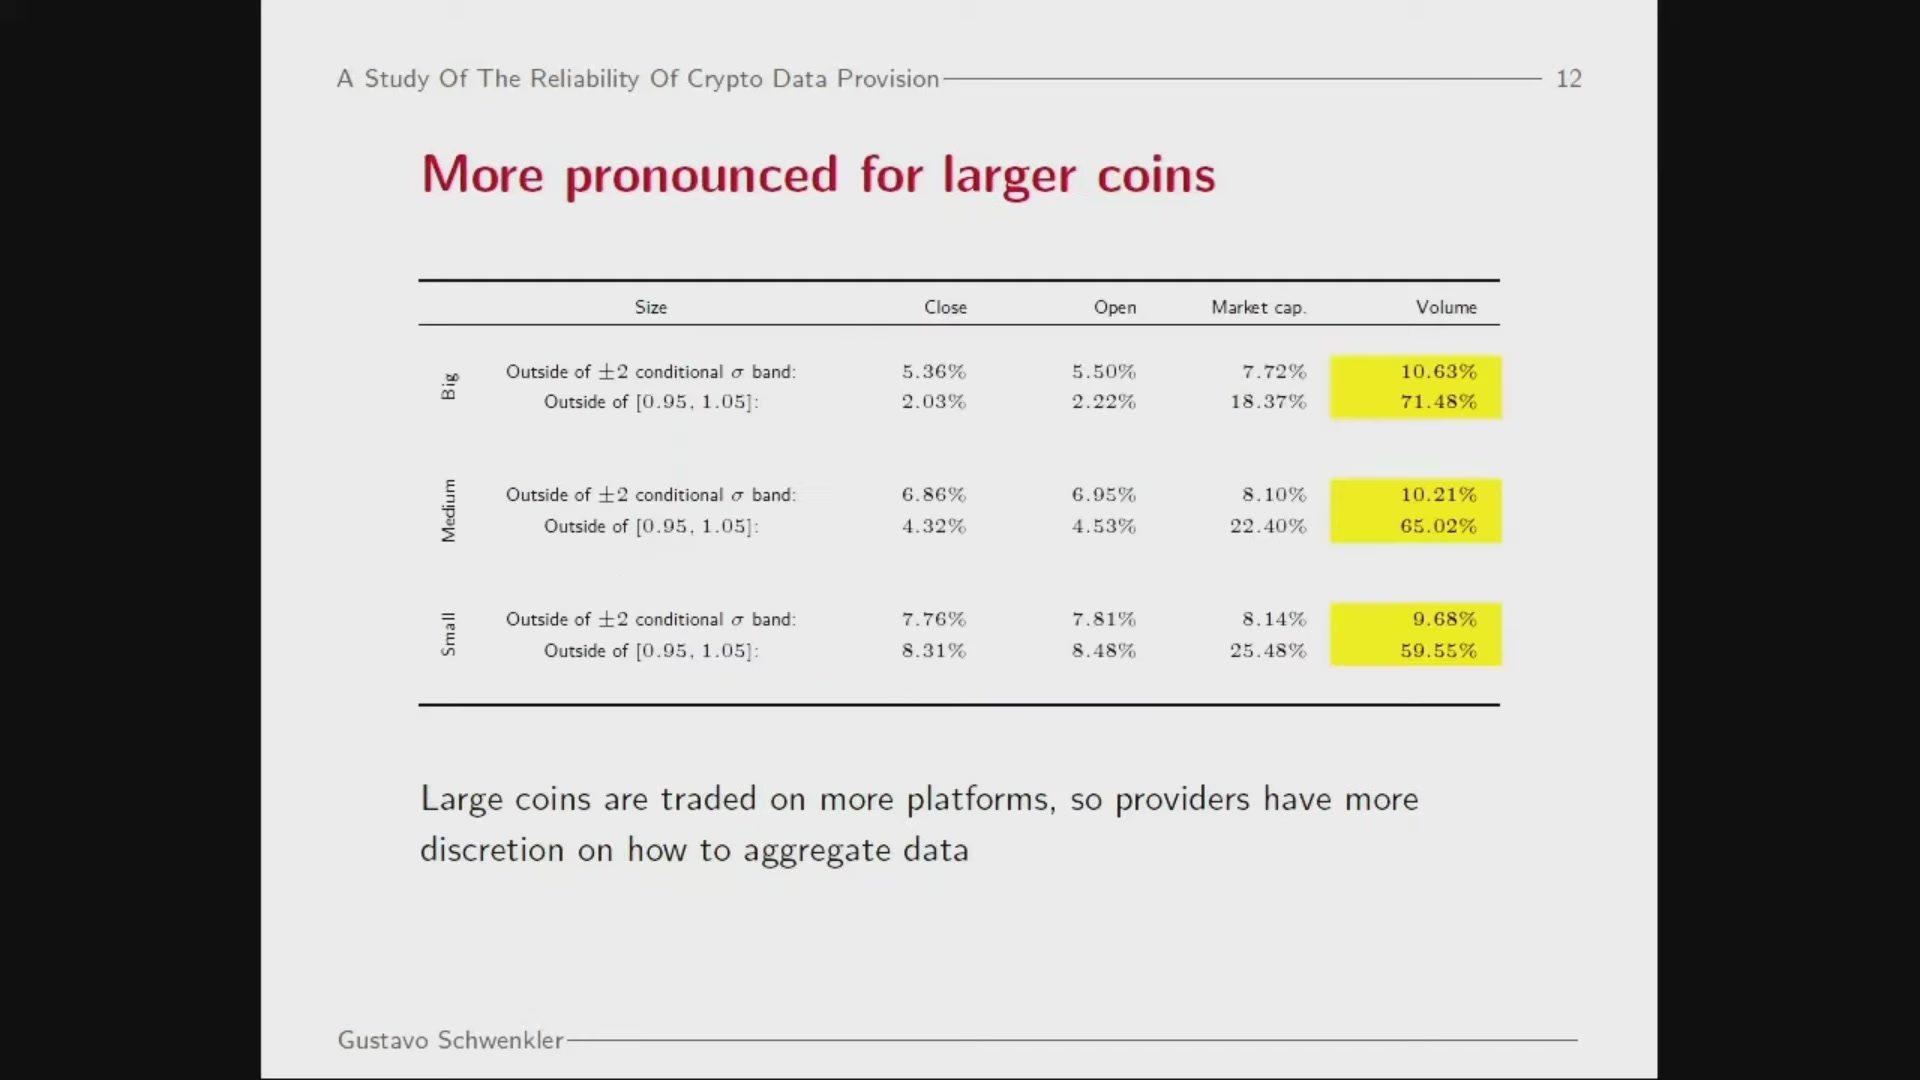 A Study Of The Reliability Of Crypto Data Provision 12
More pronounced for larger coins
Size Close Open Market cap. Volume
Big
Outside of ±2 conditional σ band: 5.36% 5.50% 7.72% 10.63%
Outside of [0.95, 1.05]: 2.03% 2.22% 18.37% 71.48%
Medium
Outside of ±2 conditional σ band: 6.86% 6.95% 8.10% 10.21%
Outside of [0.95, 1.05]: 4.32% 4.53% 22.40% 65.02%
Small
Outside of ±2 conditional σ band: 7.76% 7.81% 8.14% 9.68%
Outside of [0.95, 1.05]: 8.31% 8.48% 25.48% 59.55%
Large coins are traded on more platforms, so providers have more
discretion on how to aggregate data
Gustavo Schwenkler